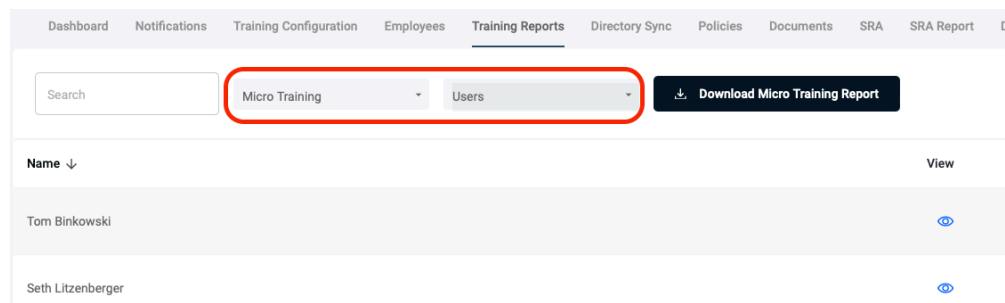 Dashboard Notifications Training Configuration Employees Training Reports Directory Sync Policies Documents SRA SRA Report
Search Micro Training Users Download Micro Training Report
Name View
Tom Binkowski
Seth Litzenberger